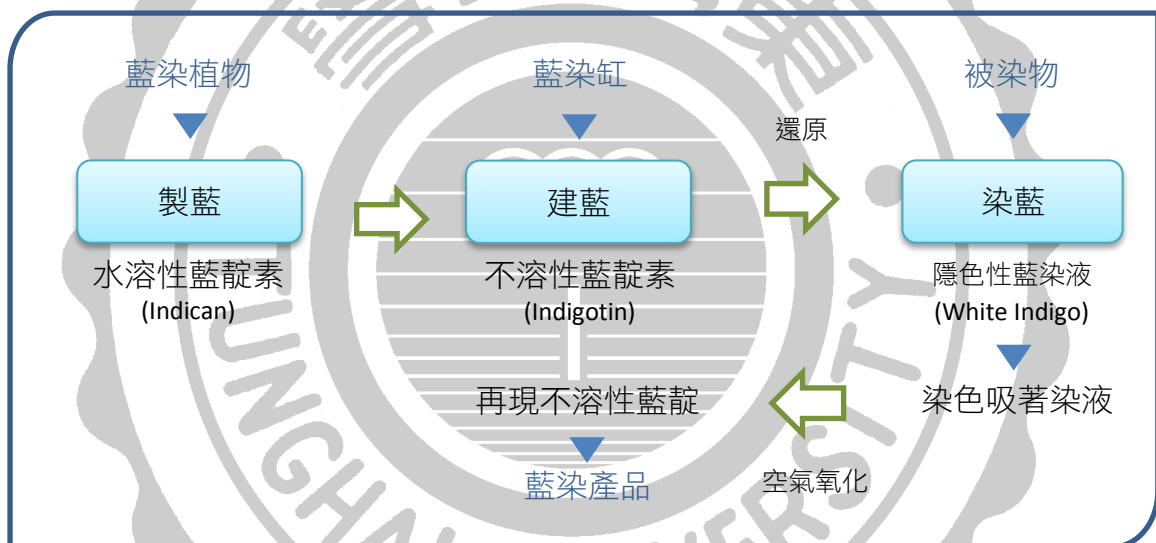 藍染植物
藍染缸
被染物
還原
製藍
建藍
染藍
水溶性藍靛素
(Indican)
不溶性藍靛素
(Indigotin)
隱色性藍染液
(White Indigo)
再現不溶性藍靛
染色吸著染液
藍染產品
空氣氧化
TUNGHAI UNIVERSITY